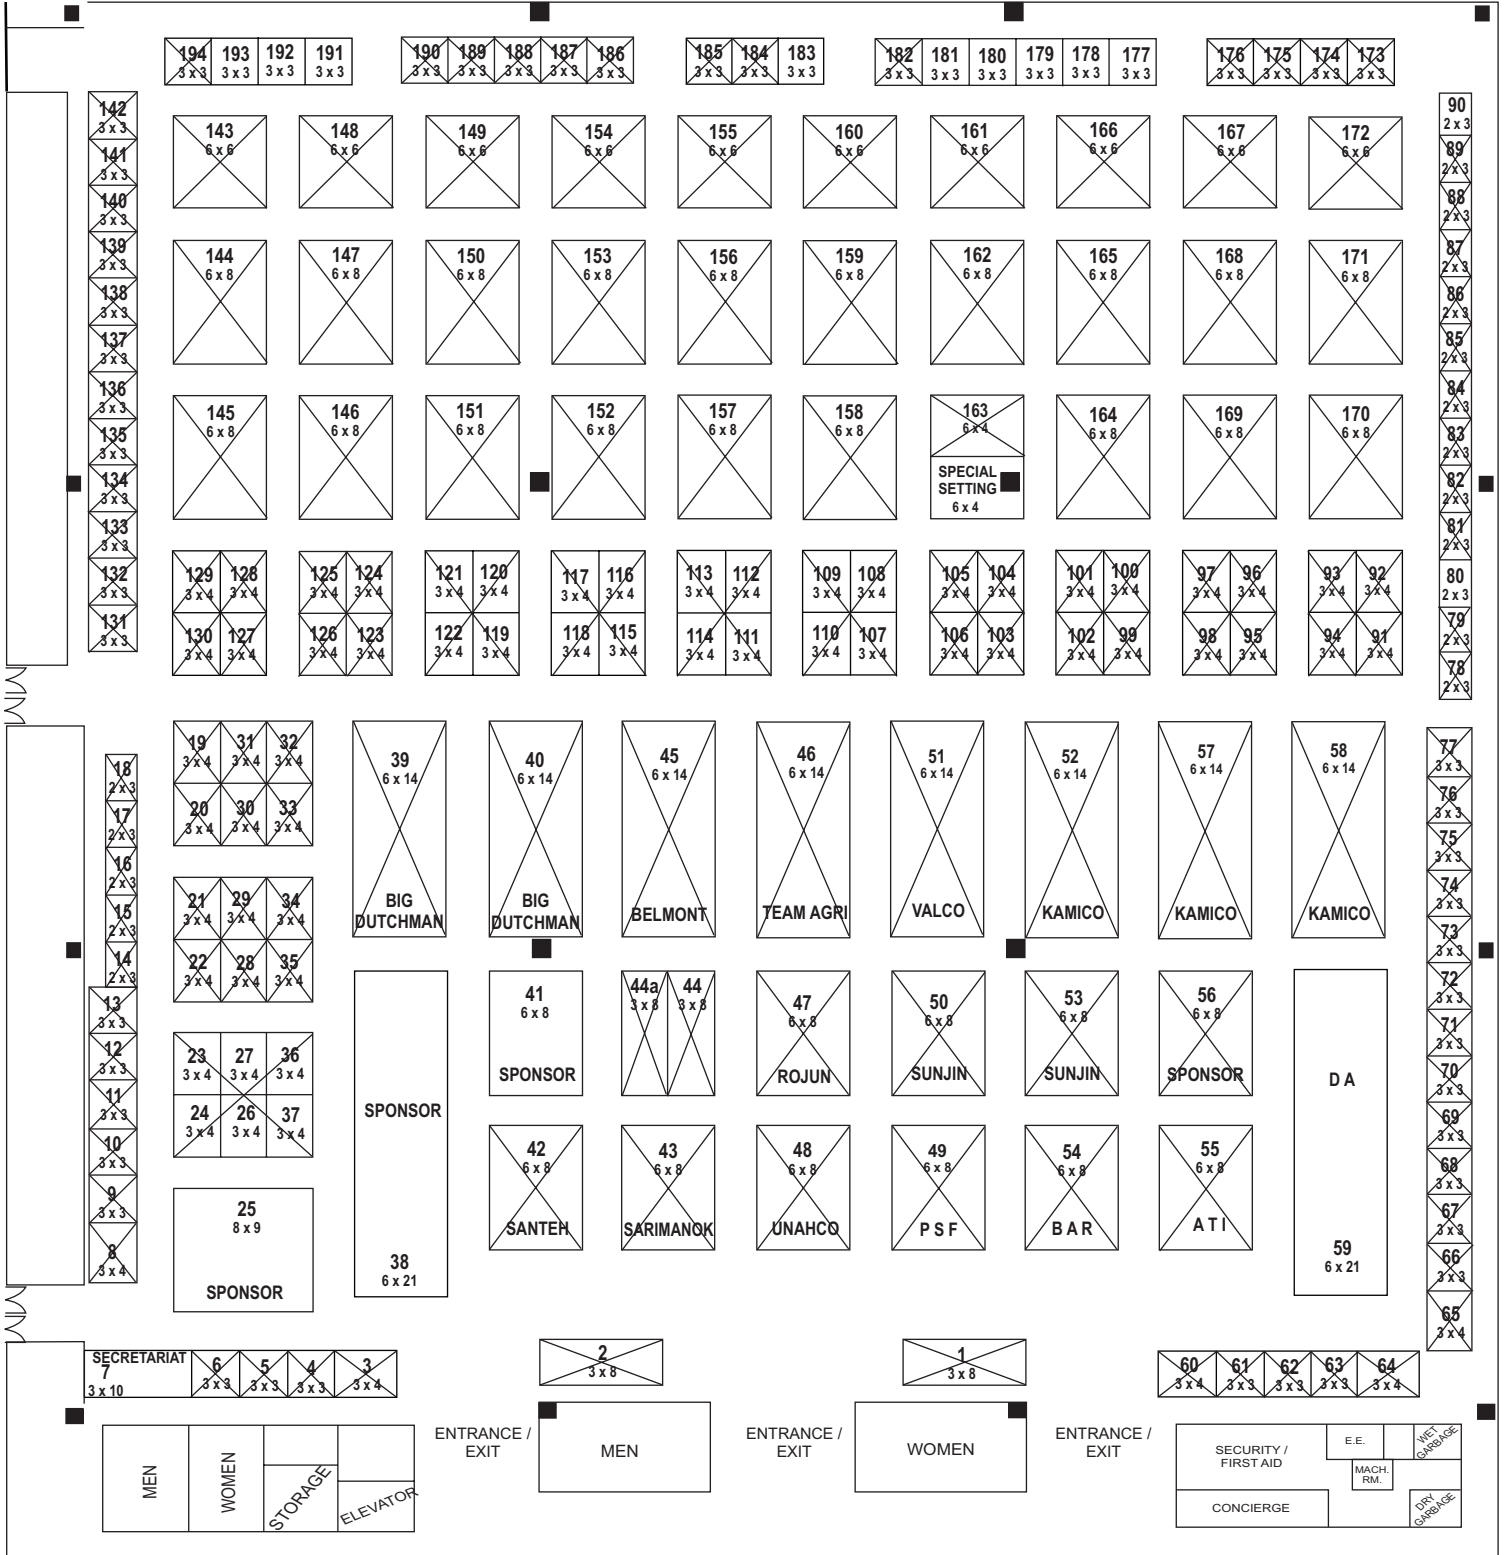 194 193 192 191 190 189 188 187 186 185 184 183 182 181 180 179 178 177 176 175 174 173
3 x 3 3 x 3 3 x 3 3 x 3 3 x 3 3 x 3 3 x 3 3 x 3 3 x 3 3 x 3 3 x 3 3 x 3 3 x 3 3 x 3 3 x 3 3 x 3 3 x 3 3 x 3 3 x 3 3 x 3 3 x 3 3 x 3
142
3 x 3
141
3 x 3
140
3 x 3
139
3 x 3
138
3 x 3
137
3 x 3
136
3 x 3
135
3 x 3
134
3 x 3
133
3 x 3
132
3 x 3
131
3 x 3
143 148 149 154 155 160 161 166 167 172
6 x 6 6 x 6 6 x 6 6 x 6 6 x 6 6 x 6 6 x 6 6 x 6 6 x 6 6 x 6
144 147 150 153 156 159 162 165 168 171
6 x 8 6 x 8 6 x 8 6 x 8 6 x 8 6 x 8 6 x 8 6 x 8 6 x 8 6 x 8
145 146 151 152 157 158 163 164 169 170
6 x 8 6 x 8 6 x 8 6 x 8 6 x 8 6 x 8 6 x 4 6 x 8 6 x 8 6 x 8
SPECIAL
SETTING
6 x 4
129 128 125 124 121 120 117 116 113 112 109 108 105 104 101 100 97 96 93 92
3 x 4 3 x 4 3 x 4 3 x 4 3 x 4 3 x 4 3 x 4 3 x 4 3 x 4 3 x 4 3 x 4 3 x 4 3 x 4 3 x 4 3 x 4 3 x 4 3 x 4 3 x 4 3 x 4 3 x 4
130 127 126 123 122 119 118 115 114 111 110 107 106 103 102 99 98 95 94 91
3 x 4 3 x 4 3 x 4 3 x 4 3 x 4 3 x 4 3 x 4 3 x 4 3 x 4 3 x 4 3 x 4 3 x 4 3 x 4 3 x 4 3 x 4 3 x 4 3 x 4 3 x 4 3 x 4 3 x 4
90
2 x 3
89
2 x 3
88
2 x 3
87
2 x 3
86
2 x 3
85
2 x 3
84
2 x 3
83
2 x 3
82
2 x 3
81
2 x 3
80
2 x 3
79
2 x 3
78
2 x 3
18
2 x 3
17
2 x 3
16
2 x 3
15
2 x 3
14
2 x 3
13
3 x 3
12
3 x 3
11
3 x 3
10
3 x 3
9
3 x 3
8
3 x 4
19 31 32
3 x 4 3 x 4 3 x 4
20 30 33
3 x 4 3 x 4 3 x 4
21 29 34
3 x 4 3 x 4 3 x 4
22 28 35
3 x 4 3 x 4 3 x 4
23 27 36
3 x 4 3 x 4 3 x 4
24 26 37
3 x 4 3 x 4 3 x 4
25
8 x 9
SPONSOR
39
6 x 14
BIG
DUTCHMAN
40
6 x 14
BIG
DUTCHMAN
45
6 x 14
BELMONT
46
6 x 14
TEAM AGRI
51
6 x 14
VALCO
52
6 x 14
KAMICO
57
6 x 14
KAMICO
58
6 x 14
KAMICO
SPONSOR
38
6 x 21
41
6 x 8
SPONSOR
44a 44
3 x 8 3 x 8
47
6 x 8
ROJUN
50
6 x 8
SUNJIN
53
6 x 8
SUNJIN
56
6 x 8
SPONSOR
D A
59
6 x 21
42
6 x 8
SANTEH
43
6 x 8
SARIMANOK
48
6 x 8
UNAHCO
49
6 x 8
P S F
54
6 x 8
B A R
55
6 x 8
A T I
77
3 x 3
76
3 x 3
75
3 x 3
74
3 x 3
73
3 x 3
72
3 x 3
71
3 x 3
70
3 x 3
69
3 x 3
68
3 x 3
67
3 x 3
66
3 x 3
65
3 x 4
SECRETARIAT
7
3 x 10
6 5 4 3
3 x 3 3 x 3 3 x 3 3 x 4
2
3 x 8
1
3 x 8
60 61 62 63 64
3 x 4 3 x 3 3 x 3 3 x 3 3 x 4
MEN
WOMEN
STORAGE
ELEVATOR
ENTRANCE /
EXIT
MEN
ENTRANCE /
EXIT
WOMEN
ENTRANCE /
EXIT
SECURITY /
FIRST AID
CONCIERGE
E.E.
MACH.
RM.
WET
GARBAGE
DRY
GARBAGE